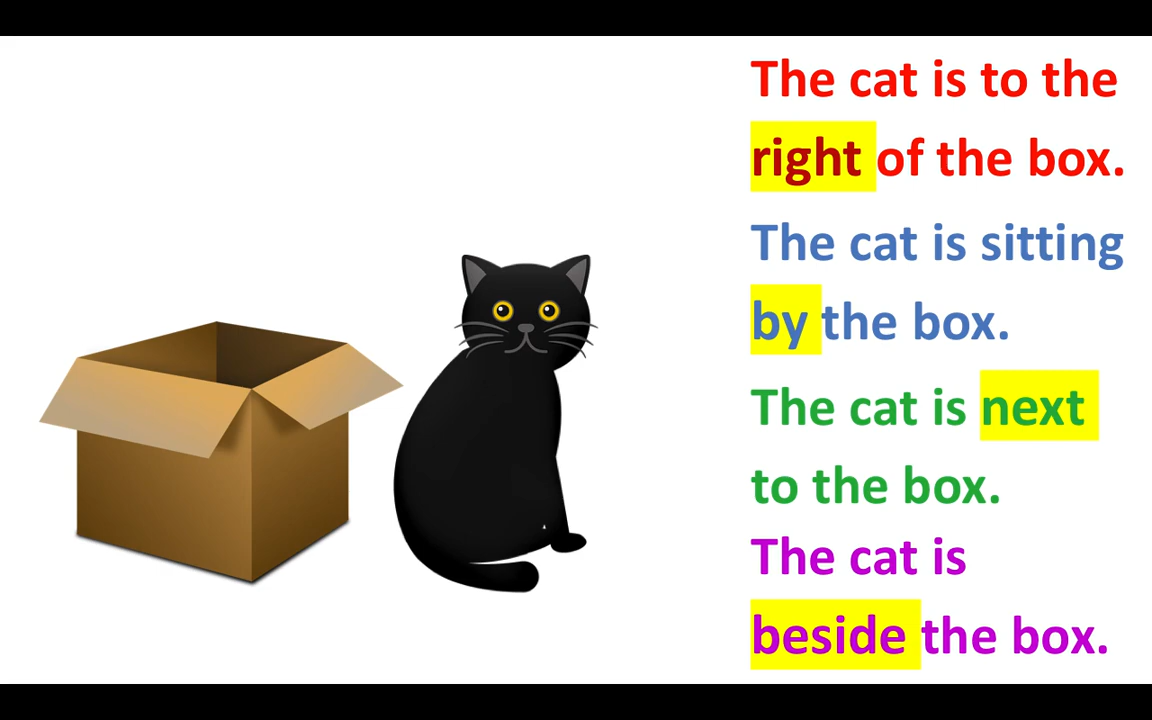 The cat is to the
right of the box.
The cat is sitting
by the box.
The cat is next
to the box.
The cat is
beside the box.